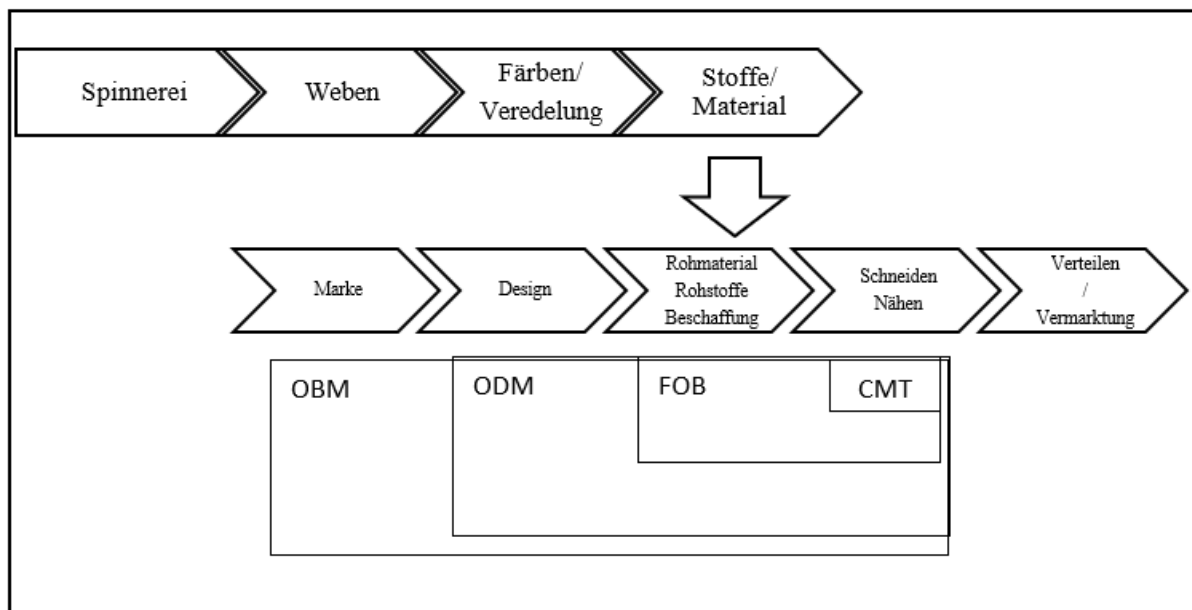 Spinnerei
Weben
Färben/
Veredelung
Stoffe/
Material
Marke
Design
Rohmaterial
Rohstoffe
Beschaffung
Schneiden
Nähen
Verteilen
/
Vermarktung
OBM
ODM
FOB
CMT